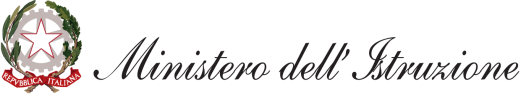 REPVBBLICA ITALIANA
Ministero dell'Istruzione